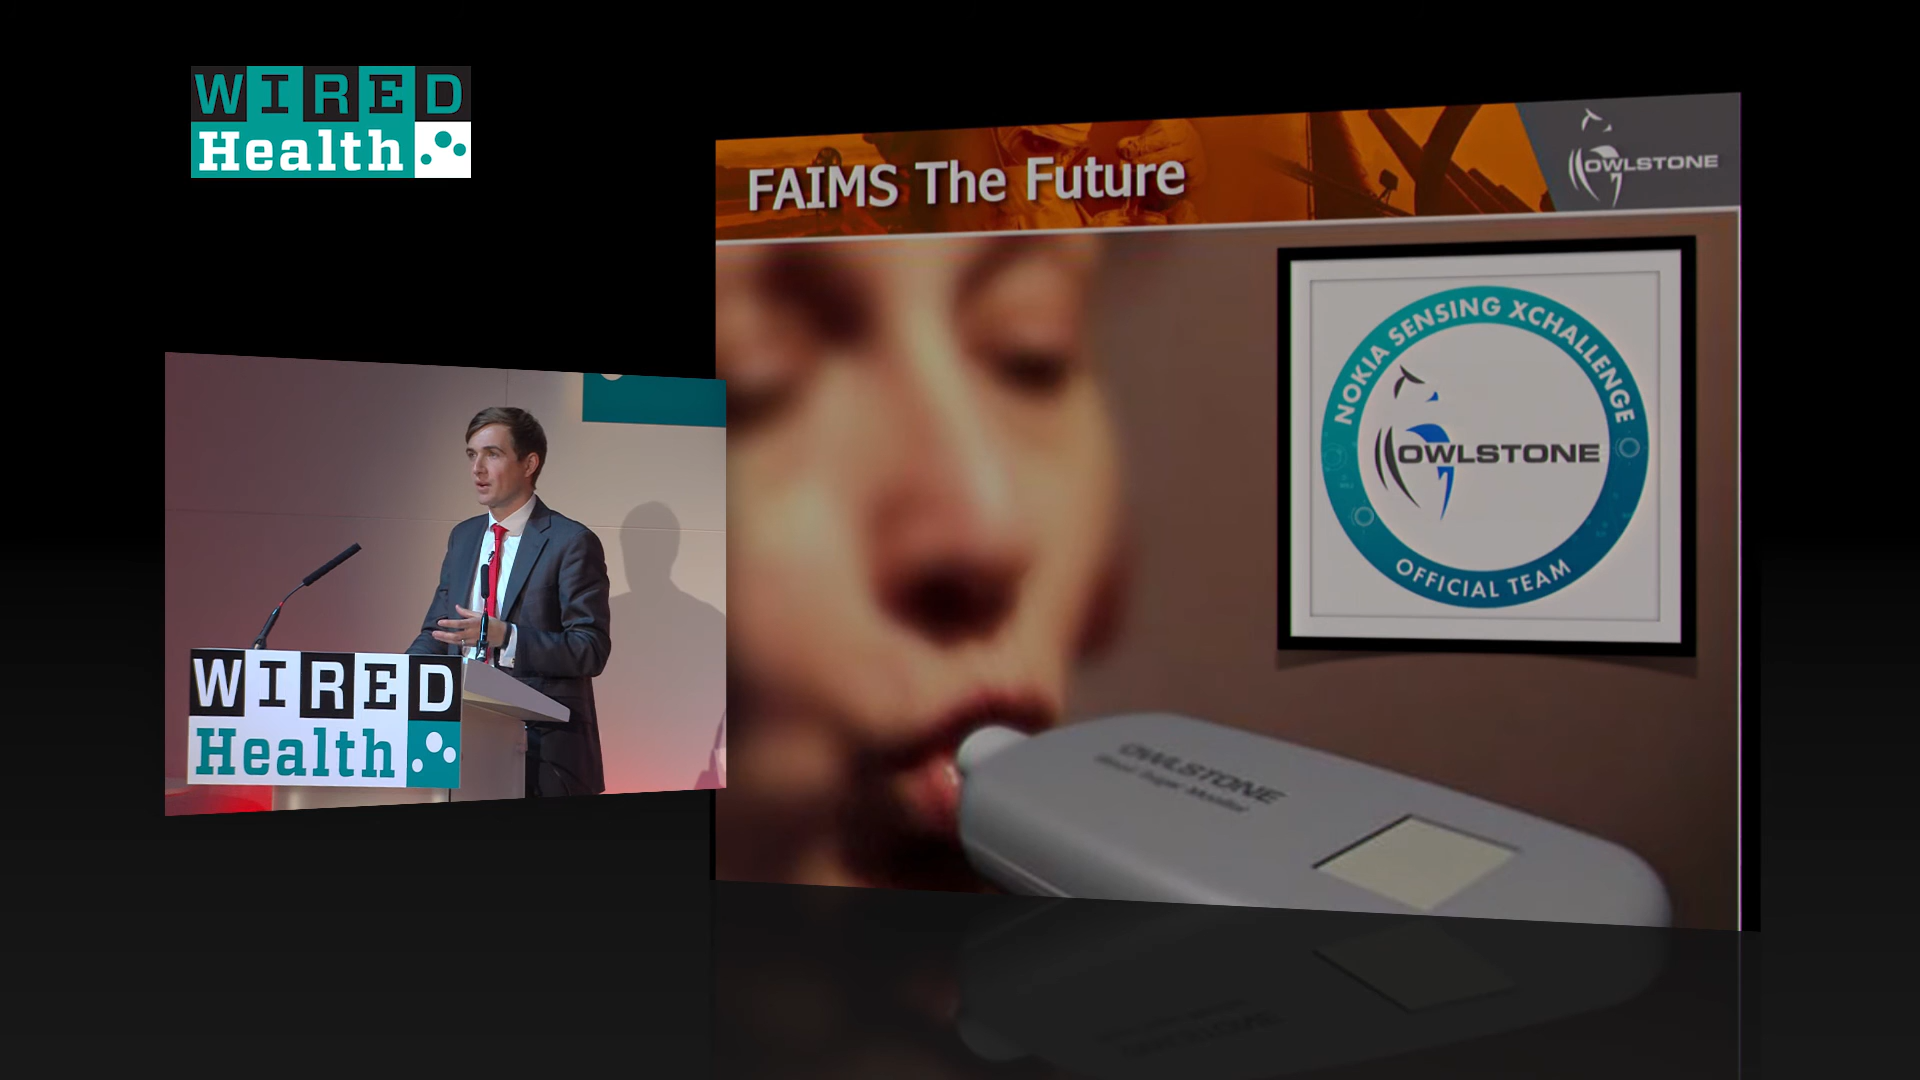 WIRED
Health
FAIMS The Future
OWLSTONE
NOKIA SENSING XCHALLENGE
OWLSTONE
OFFICIAL TEAM
OWLSTONE
WIRED
Health